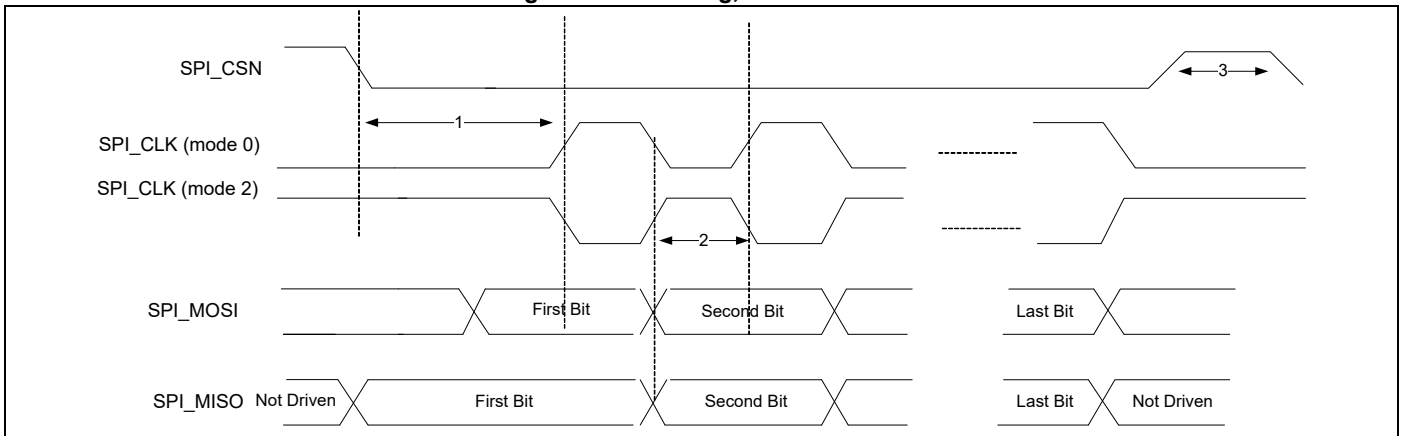 SPI_CSN
3
1
SPI_CLK (mode 0)
SPI_CLK (mode 2)
2
SPI_MOSI First Bit Second Bit Last Bit
SPI_MISO Not Driven First Bit Second Bit Last Bit Not Driven